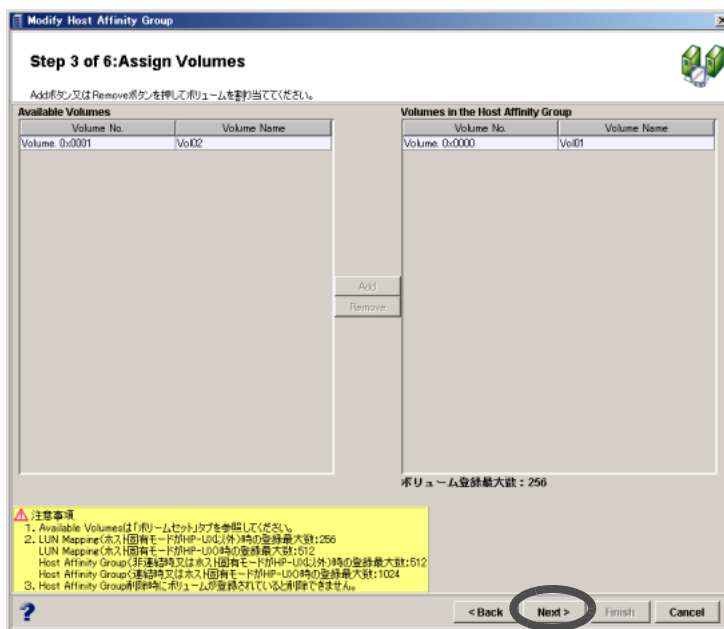 Modify Host Affinity Group
Step 3 of 6:Assign Volumes
Addボタン又はRemoveボタンを押してボリュームを割り当ててください。
Available Volumes
Volume No. Volume Name
Volume. 0x0001 Vol02
Add
Remove
Volumes in the Host Affinity Group
Volume No. Volume Name
Volume. 0x0000 Vol01
ボリューム登録最大数：256
注意事項
1. Available Volumesは「ボリームセット」タブを参照してください。
2. LUN Mapping(ホスト固有モードがHP-UX以外)時の登録最大数:256
LUN Mapping(ホスト固有モードがHP-UX)時の登録最大数:512
Host Affinity Group(非連結時又はホスト固有モードがHP-UX以外)時の登録最大数:512
Host Affinity Group(連結時又はホスト固有モードがHP-UX)時の登録最大数:1024
3. Host Affinity Group削除時にボリュームが登録されていると削除できません。
?
< Back Next > Finish Cancel